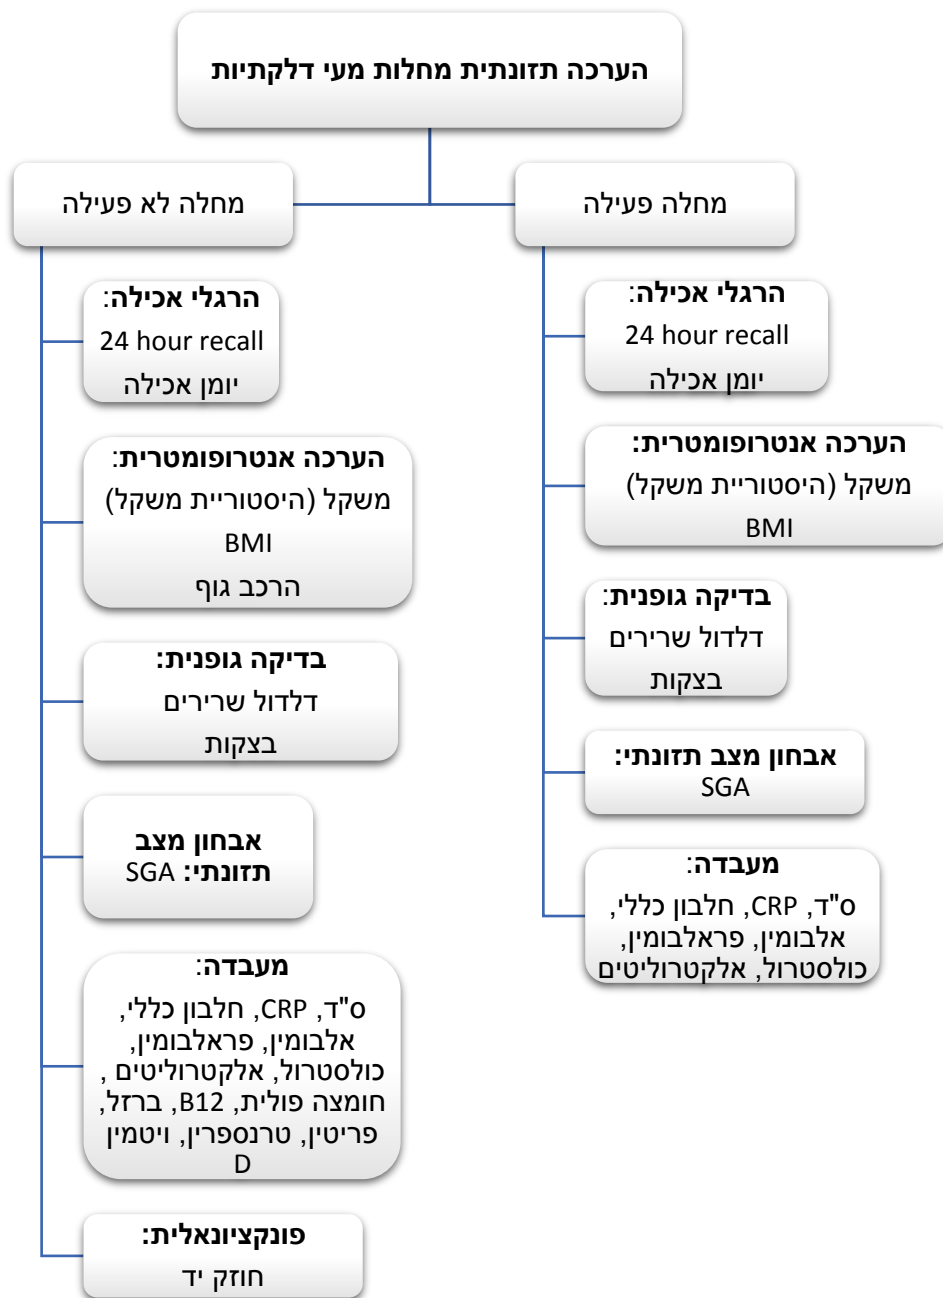 הערכה תזונתית מחלות מעי דלקתיות
מחלה פעילה
הרגלי אכילה:
24 hour recall
יומן אכילה
הערכה אנטרופומטרית:
משקל (היסטוריית משקל)
BMI
בדיקה גופנית:
דלדול שרירים
בצקות
אבחון מצב תזונתי:
SGA
מעבדה:
ס"ד, CRP, חלבון כללי,
אלבומין, פראלבומין,
כולסטרול, אלקטרוליטים
מחלה לא פעילה
הרגלי אכילה:
24 hour recall
יומן אכילה
הערכה אנטרופומטרית:
משקל (היסטוריית משקל)
BMI
הרכב גוף
בדיקה גופנית:
דלדול שרירים
בצקות
אבחון מצב
תזונתי: SGA
מעבדה:
ס"ד, CRP, חלבון כללי,
אלבומין, פראלבומין,
כולסטרול, אלקטרוליטים ,
חומצה פולית, B12, ברזל,
פריטין, טרנספרין, ויטמין
D
פונקציונאלית:
חוזק יד